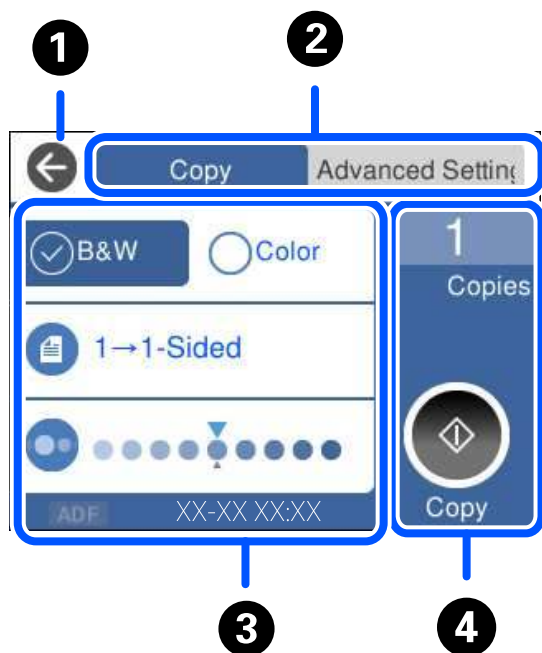 1
2
Copy
Advanced Setting
B&W
Color
1
Copies
1→1-Sided
ADF
XX-XX XX:XX
Copy
3
4